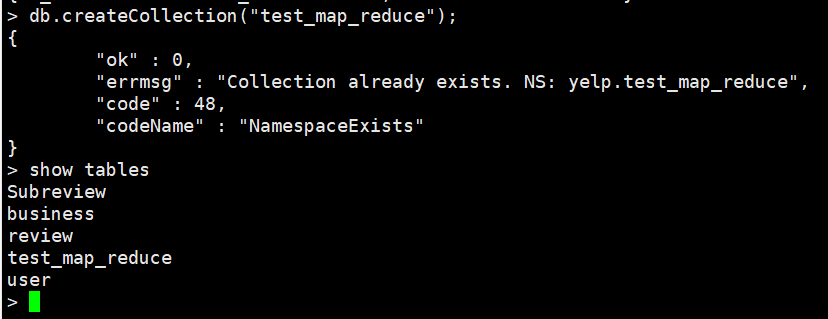 > db.createCollection("test_map_reduce");
{
        "ok" : 0,
        "errmsg" : "Collection already exists. NS: yelp.test_map_reduce",
        "code" : 48,
        "codeName" : "NamespaceExists"
}
> show tables
Subreview
business
review
test_map_reduce
user
>